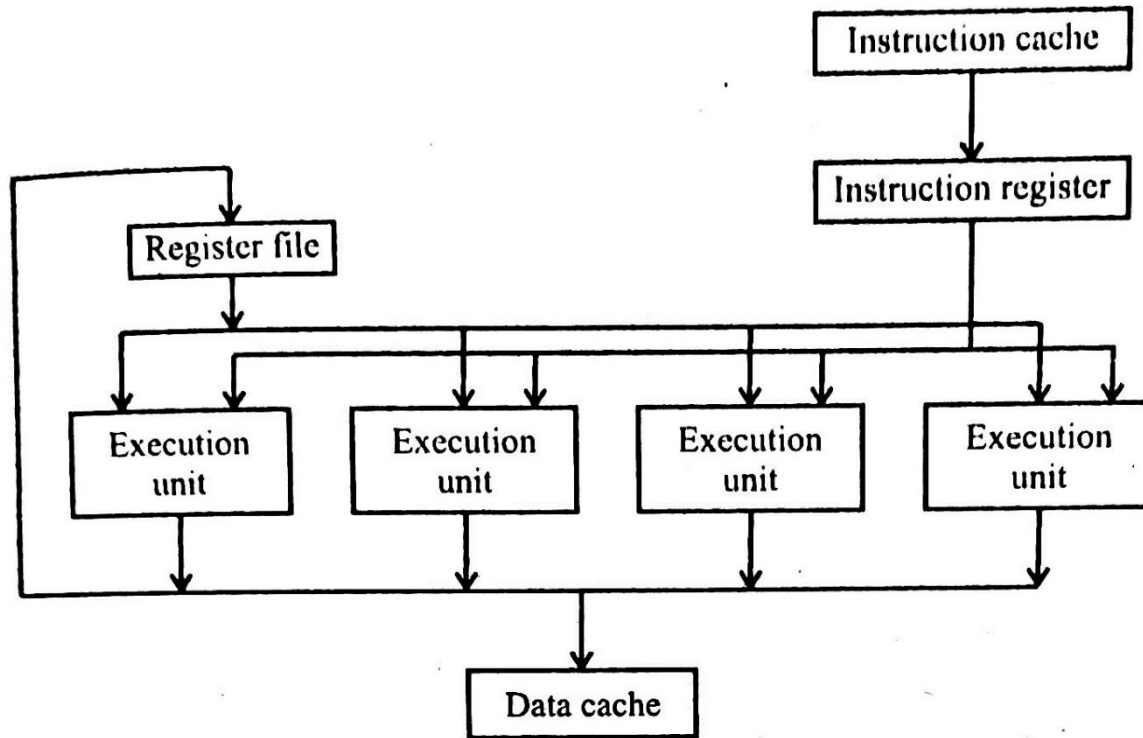 Instruction cache
Instruction register
Register file
Execution
unit
Execution
unit
Execution
unit
Execution
unit
Data cache